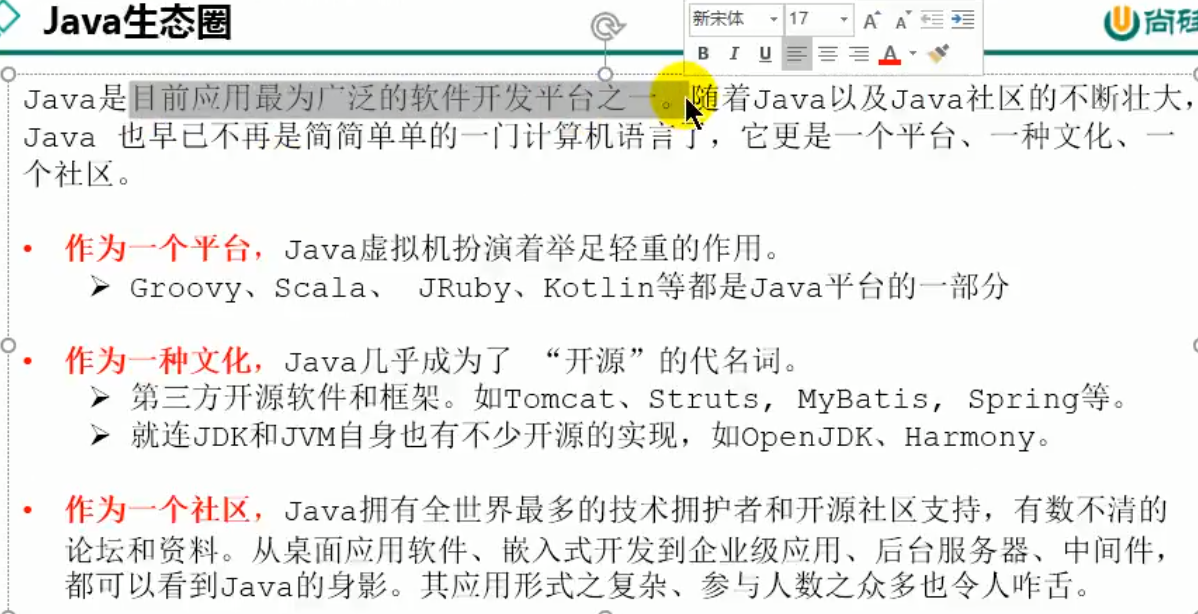 Java生态圈
新宋体 17
B I U A
尚硅
Java是目前应用最为广泛的软件开发平台之一。随着Java以及Java社区的不断壮大，
Java 也早已不再是简简单单的一门计算机语言了，它更是一个平台、一种文化、一
个社区。
• 作为一个平台，Java虚拟机扮演着举足轻重的作用。
➢ Groovy、Scala、 JRuby、Kotlin等都是Java平台的一部分
• 作为一种文化，Java几乎成为了 “开源”的代名词。
➢ 第三方开源软件和框架。如Tomcat、Struts, MyBatis, Spring等。
➢ 就连JDK和JVM自身也有不少开源的实现，如OpenJDK、Harmony。
• 作为一个社区，Java拥有全世界最多的技术拥护者和开源社区支持，有数不清的
论坛和资料。从桌面应用软件、嵌入式开发到企业级应用、后台服务器、中间件，
都可以看到Java的身影。其应用形式之复杂、参与人数之众多也令人咋舌。